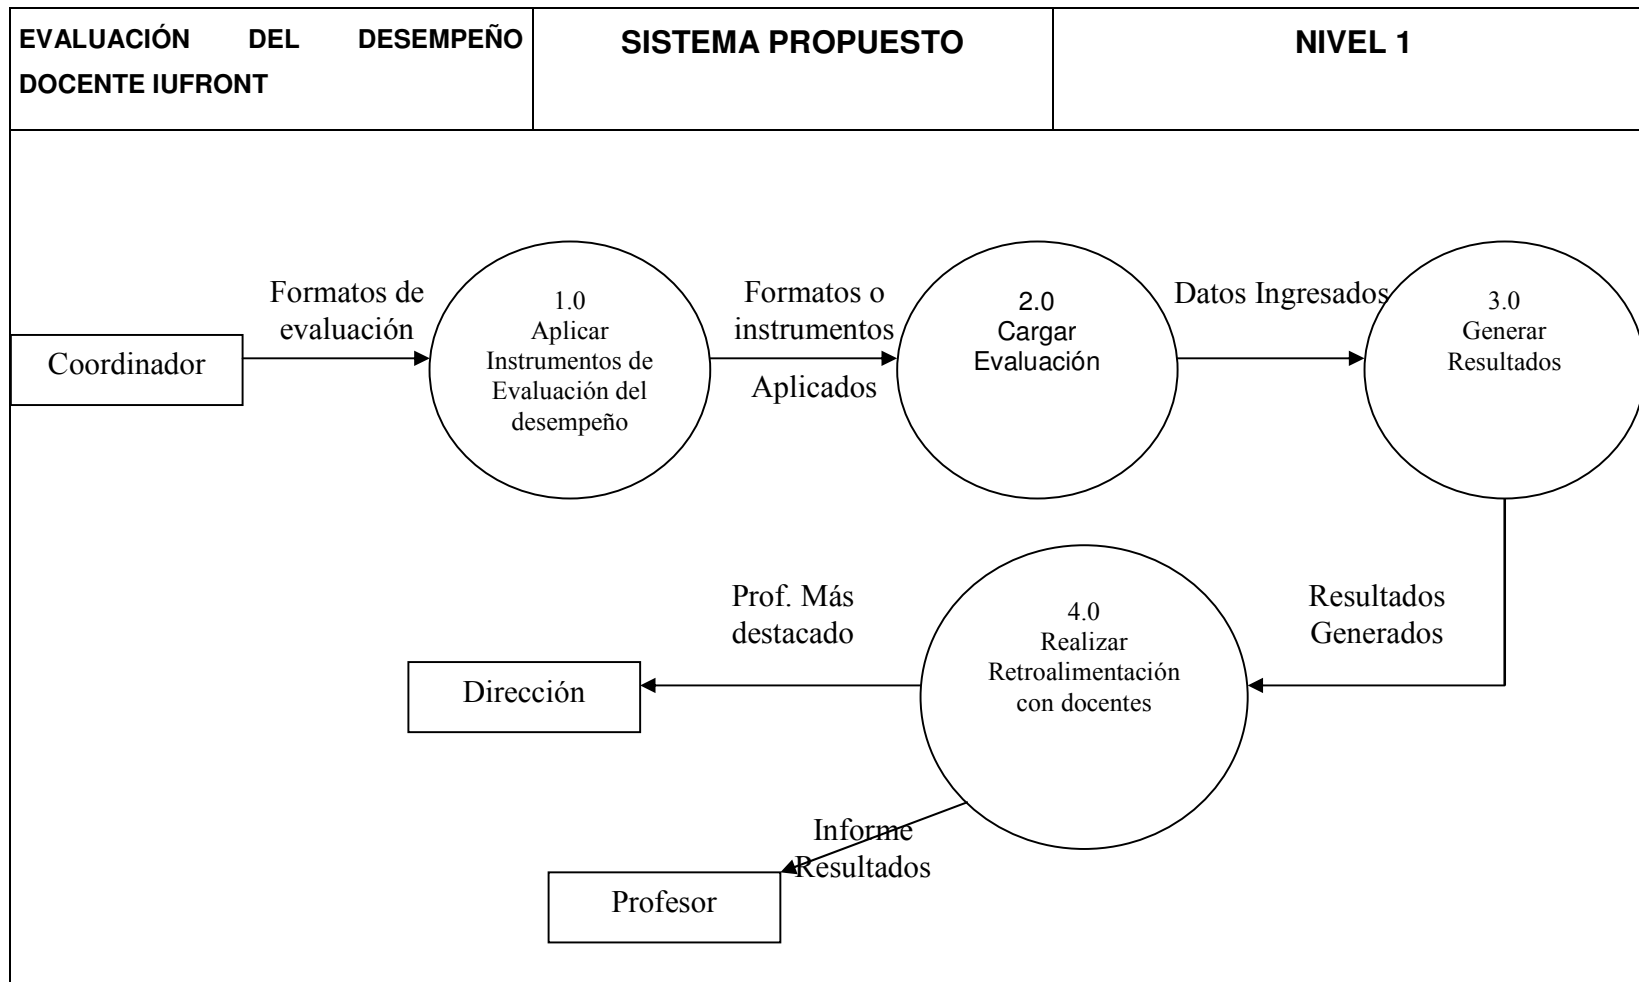 EVALUACIÓN DEL DESEMPEÑO
DOCENTE IUFRONT
SISTEMA PROPUESTO
NIVEL 1
Coordinador
Formatos de
evaluación
1.0
Aplicar
Instrumentos de
Evaluación del
desempeño
Formatos o
instrumentos
Aplicados
2.0
Cargar
Evaluación
Datos Ingresados
3.0
Generar
Resultados
Resultados
Generados
4.0
Realizar
Retroalimentación
con docentes
Prof. Más
destacado
Dirección
Informe
Resultados
Profesor